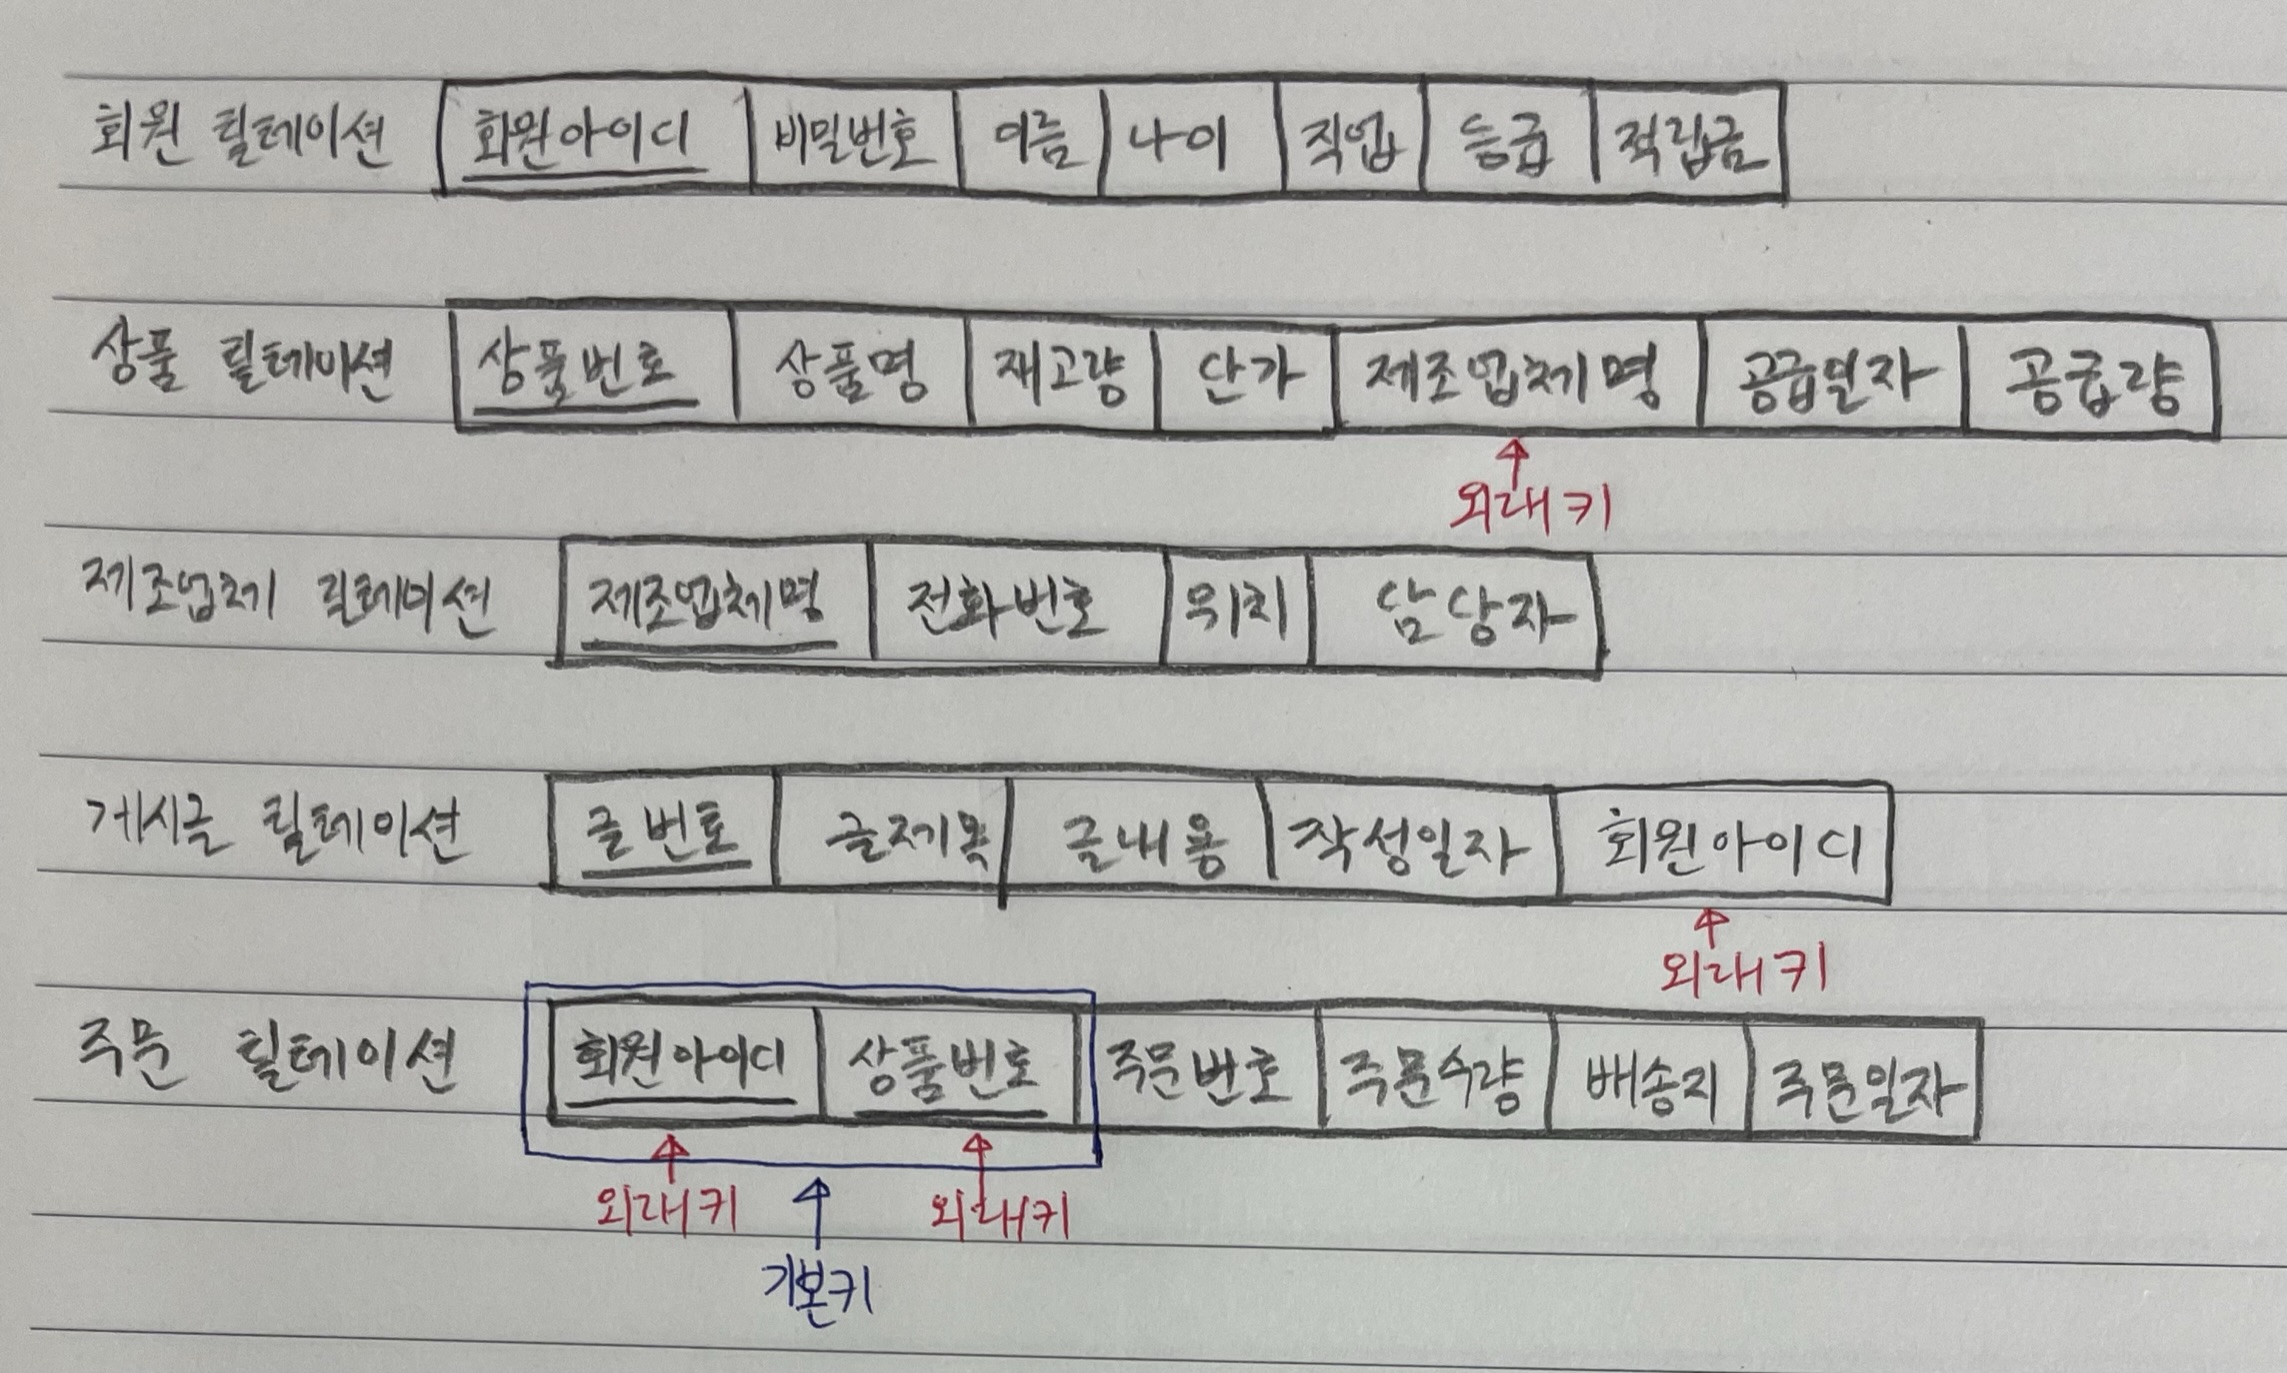 회원 릴레이션 회원아이디 비밀번호 이름 나이 직업 등급 적립금
상품 릴레이션 상품번호 상품명 재고량 단가 제조업체명 공급일자 공급량
외래키
제조업체 릴레이션 제조업체명 전화번호 위치 담당자
게시글 릴레이션 글번호 글제목 글내용 작성일자 회원아이디
외래키
주문 릴레이션 회원아이디 상품번호 주문번호 주문수량 배송지 주문일자
외래키 외래키
기본키